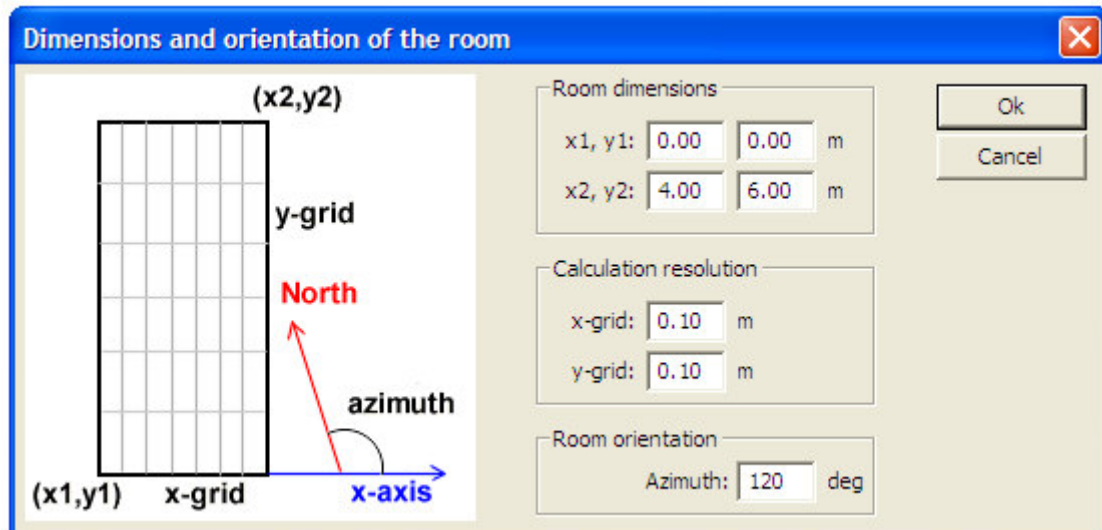 Dimensions and orientation of the room
(x2,y2)
y-grid
North
azimuth
(x1,y1) x-grid x-axis
Room dimensions
x1, y1: 0.00 0.00 m
x2, y2: 4.00 6.00 m
Calculation resolution
x-grid: 0.10 m
y-grid: 0.10 m
Room orientation
Azimuth: 120 deg
Ok
Cancel